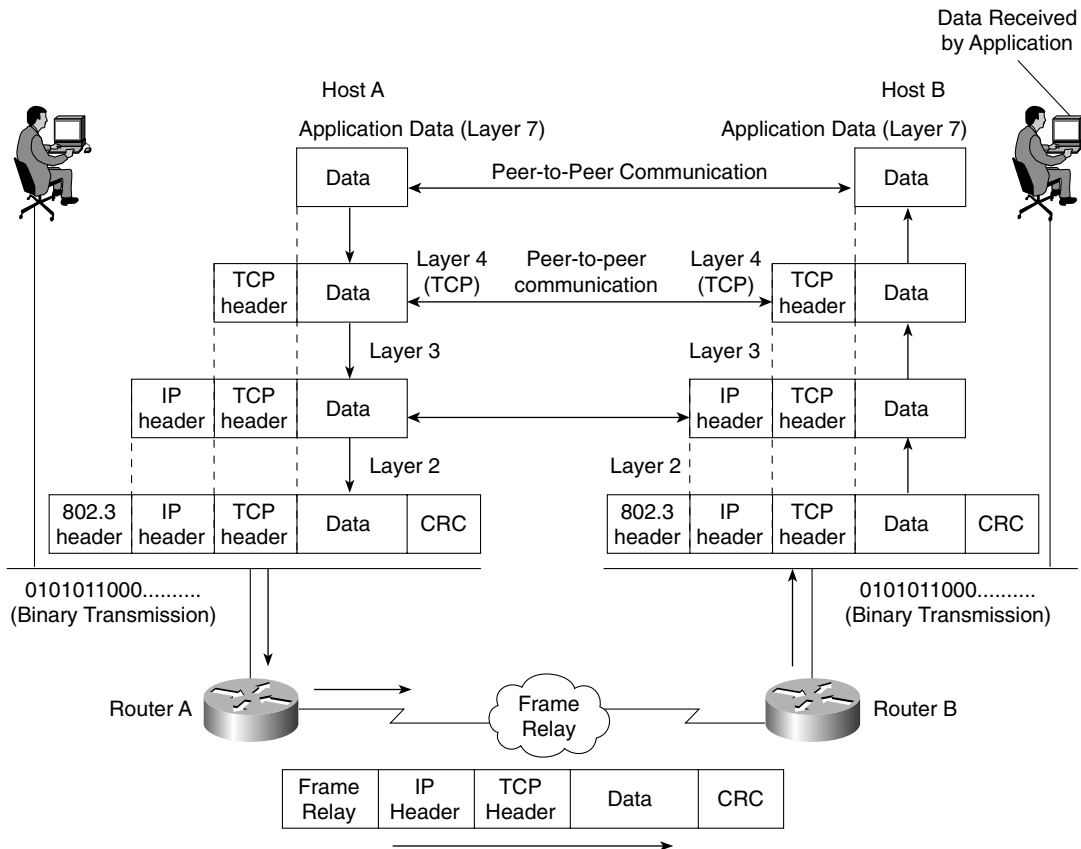 Data Received
by Application
Host A
Host B
Application Data (Layer 7)
Application Data (Layer 7)
Data
Peer-to-Peer Communication
Data
TCP
header
Data
Layer 4
(TCP)
Peer-to-peer
communication
Layer 4
(TCP)
TCP
header
Data
Layer 3
Layer 3
IP
header
TCP
header
Data
IP
header
TCP
header
Data
Layer 2
Layer 2
802.3
header
IP
header
TCP
header
Data
CRC
802.3
header
IP
header
TCP
header
Data
CRC
0101011000..........
(Binary Transmission)
0101011000..........
(Binary Transmission)
Router A
Frame
Relay
Router B
Frame
Relay
IP
Header
TCP
Header
Data
CRC